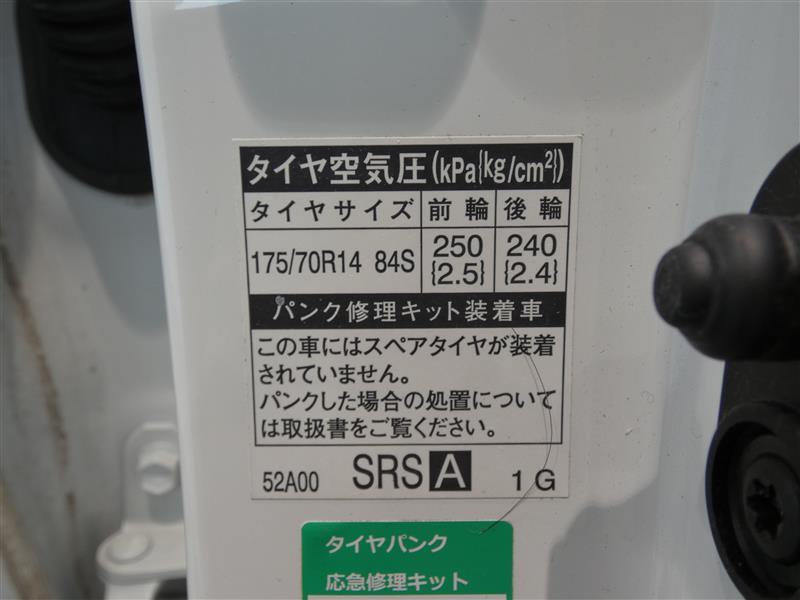 タイヤ空気圧(kPa{kg/cm²})
タイヤサイズ 前輪 後輪
175/70R14 84S 250 {2.5} 240 {2.4}
パンク修理キット装着車
この車にはスペアタイヤが装着
されていません。
パンクした場合の処置について
は取扱書をご覧ください。
52A00 SRS A 1G
タイヤパンク
応急修理キット